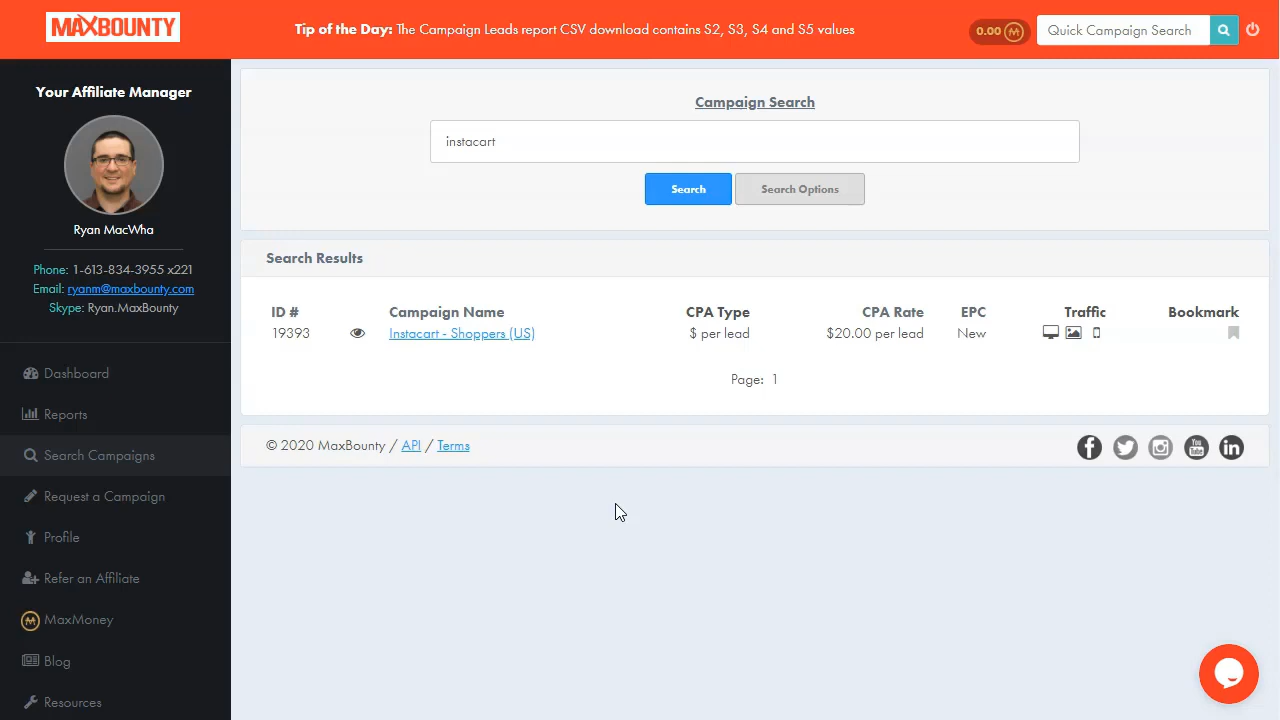 MAXBOUNTY
Tip of the Day: The Campaign Leads report CSV download contains S2, S3, S4 and S5 values
0.00
Quick Campaign Search
Your Affiliate Manager
Ryan MacWha
Phone: 1-613-834-3955 x221
Email: ryanm@maxbounty.com
Skype: Ryan.MaxBounty
Dashboard
Reports
Search Campaigns
Request a Campaign
Profile
Refer an Affiliate
MaxMoney
Blog
Resources
Campaign Search
instacart
Search Search Options
Search Results
ID # Campaign Name CPA Type CPA Rate EPC Traffic Bookmark
19393 Instacart - Shoppers (US) $ per lead $20.00 per lead New
Page: 1
© 2020 MaxBounty / API / Terms
You Tube